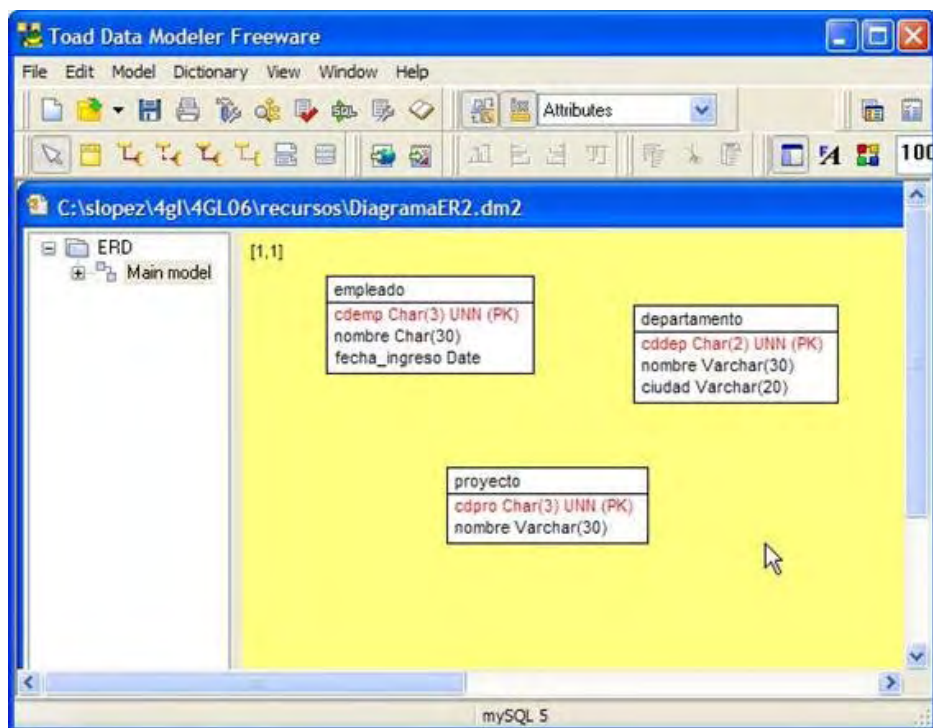 Toad Data Modeler Freeware
File Edit Model Dictionary View Window Help
Attributes
100
C:\slopez\4gl\4GL06\recursos\DiagramaER2.dm2
ERD
Main model
[1,1]
empleado
cdemp Char(3) UNN (PK)
nombre Char(30)
fecha_ingreso Date
departamento
cddep Char(2) UNN (PK)
nombre Varchar(30)
ciudad Varchar(20)
proyecto
cdpro Char(3) UNN (PK)
nombre Varchar(30)
mySQL 5